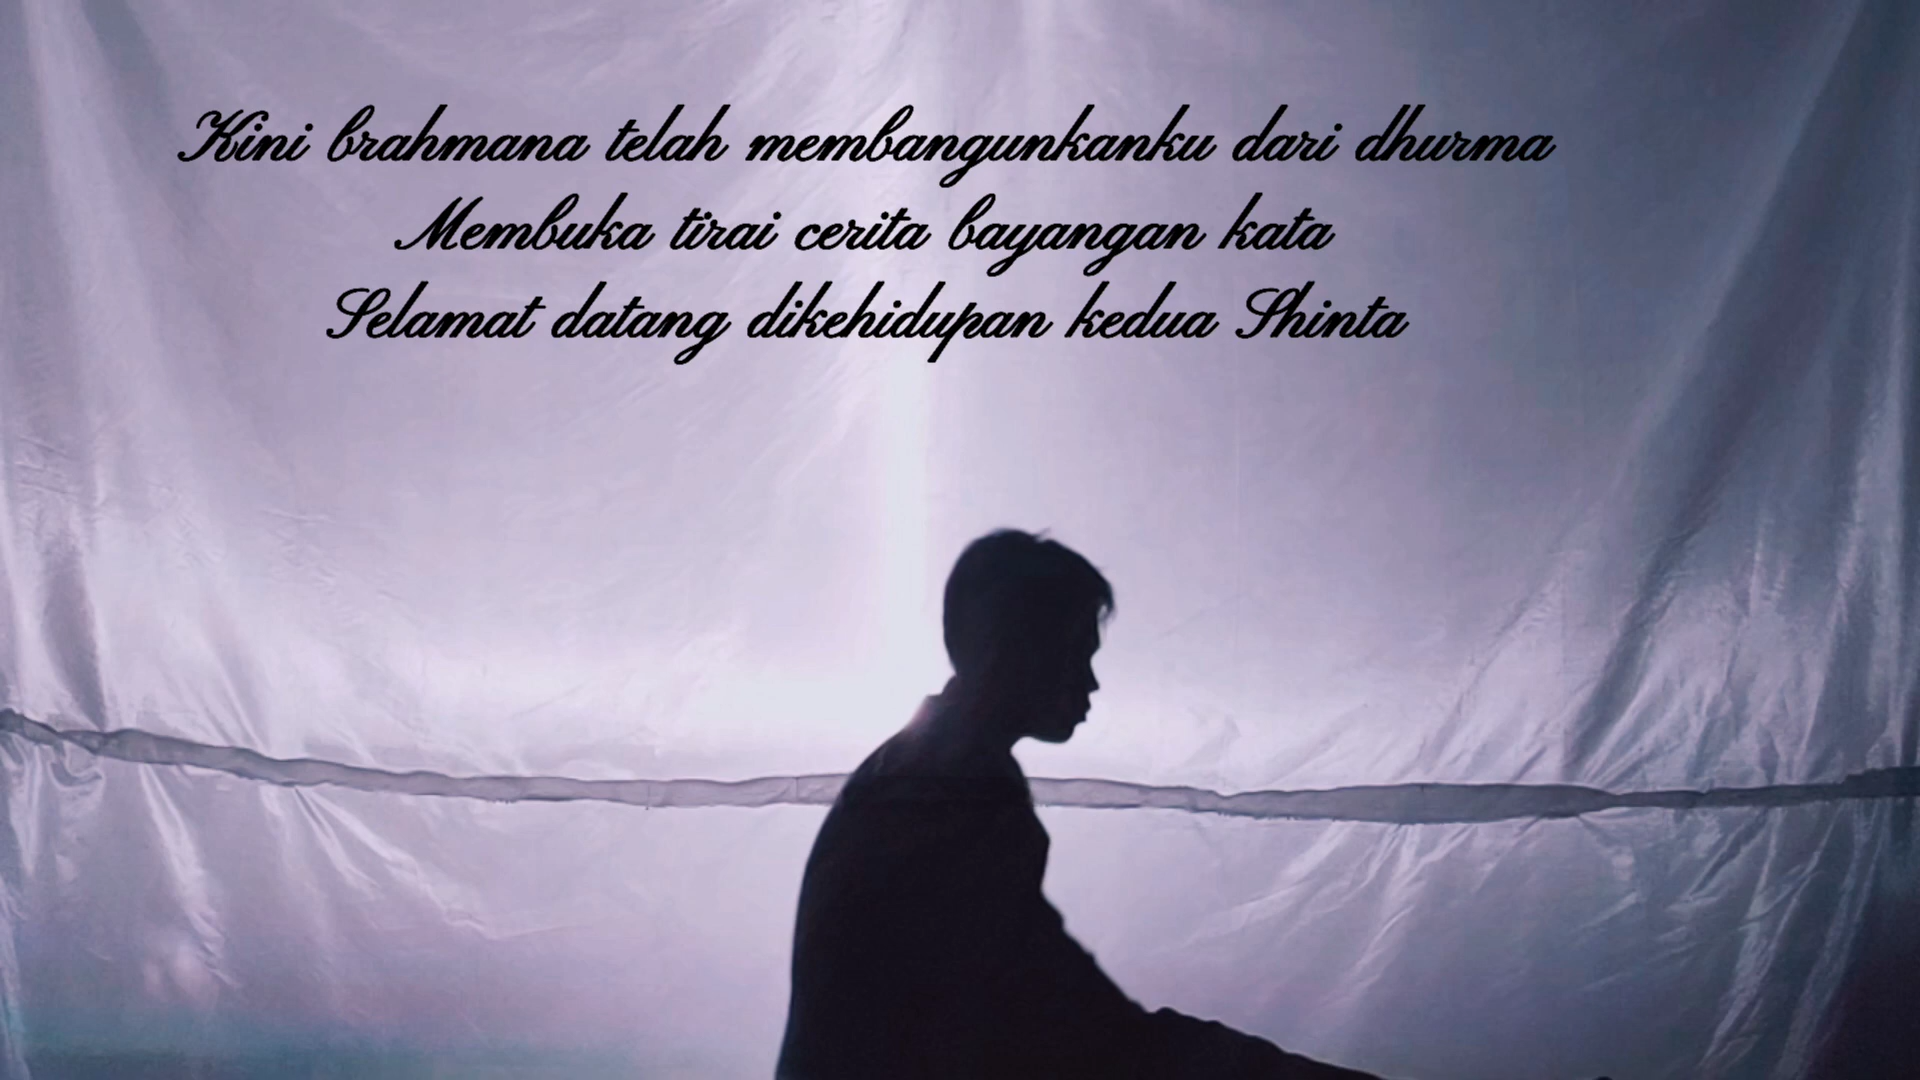 Kini brahmana telah membangunkanku dari dhurma
Membuka tirai cerita bayangan kata
Selamat datang dikehidupan kedua Shinta